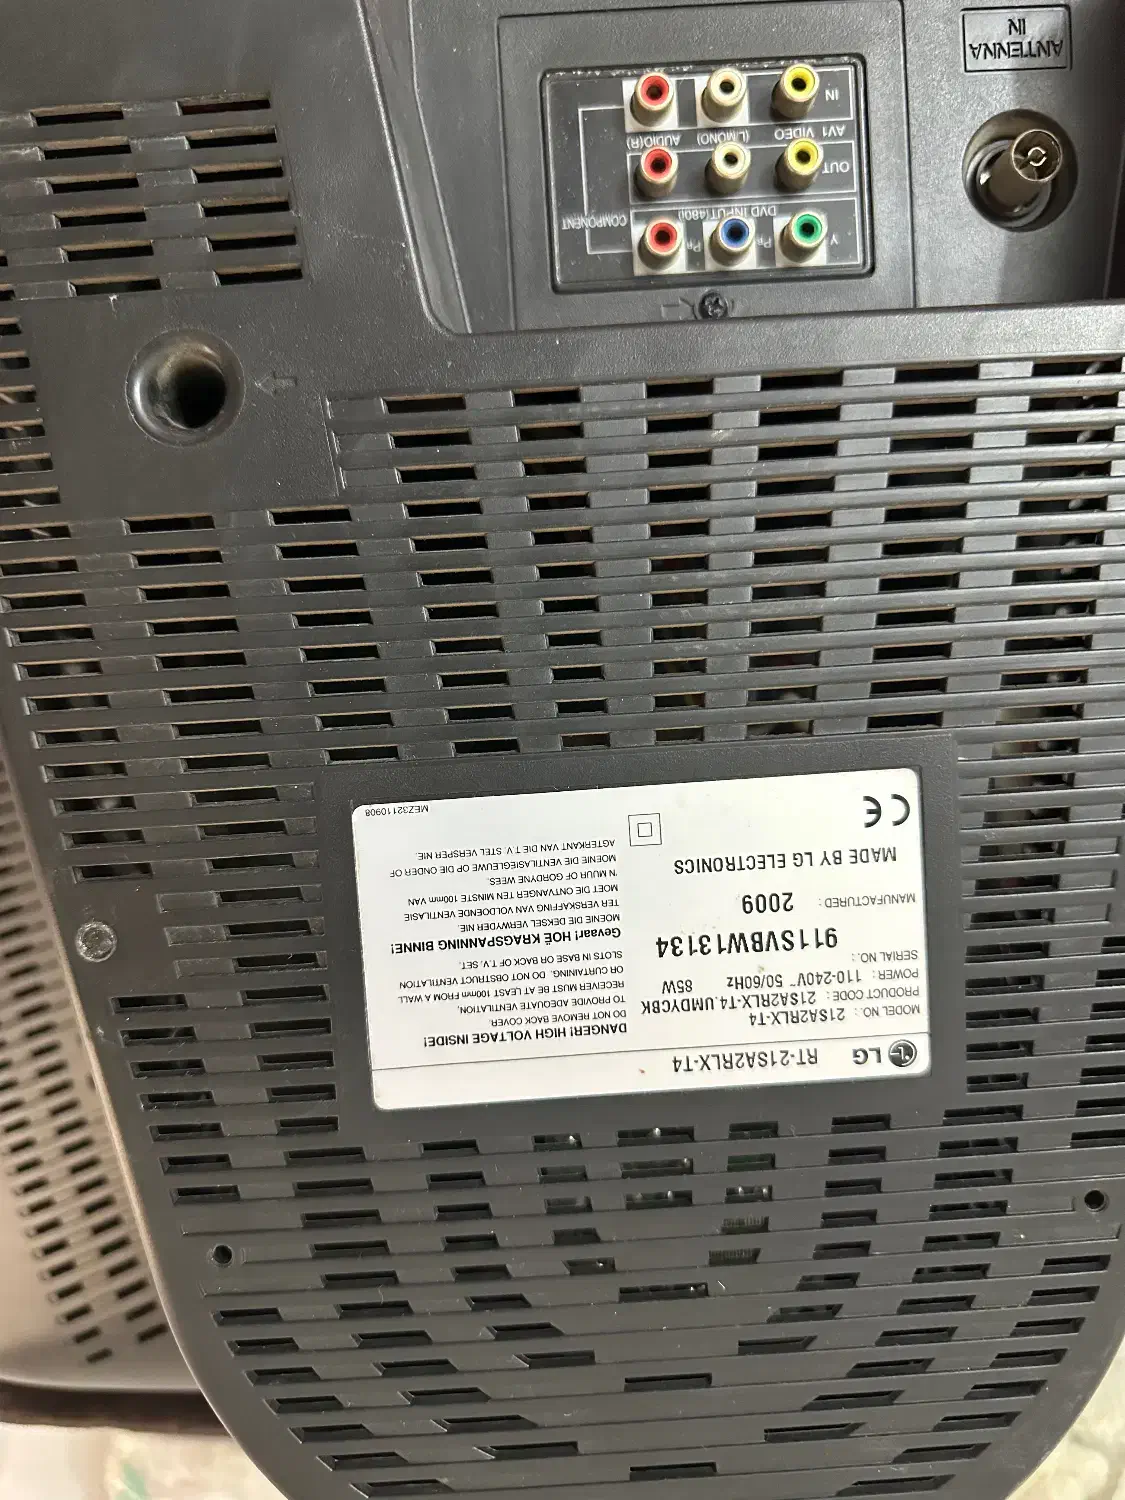 LG RT-21SA2RLX-T4
MODEL NO.: 21SA2RLX-T4
PRODUCT CODE: 21SA2RLX-T4.UMDYCBK
POWER: 110-240V~ 50/60Hz 85W
SERIAL NO.:
911SVBW13134
MANUFACTURED: 2009
MADE BY LG ELECTRONICS
CE
DANGER! HIGH VOLTAGE INSIDE!
DO NOT REMOVE BACK COVER.
TO PROVIDE ADEQUATE VENTILATION,
RECEIVER MUST BE AT LEAST 100mm FROM A WALL
OR CURTAINING. DO NOT OBSTRUCT VENTILATION
SLOTS IN BASE OR BACK OF T.V. SET.
Gevaar! HOË KRAGSPANNING BINNE!
MOENIE DIE DEKSEL VERWYDER NIE.
TER VERSKAFFING VAN VOLDOENDE VENTILASIE
MOET DIE ONTVANGER TEN MINSTE 100mm VAN
'N MUUR OF GORDYNE WEES.
MOENIE DIE VENTILASIEGLEUWE OP DIE ONDER OF
AGTERKANT VAN DIE T.V. STEL VERSPER NIE.
MEZ32110908
Y PB PR
DVD INPUT(480i)
COMPONENT
OUT
AV1 VIDEO (L/MONO) AUDIO(R)
IN
ANTENNA
IN